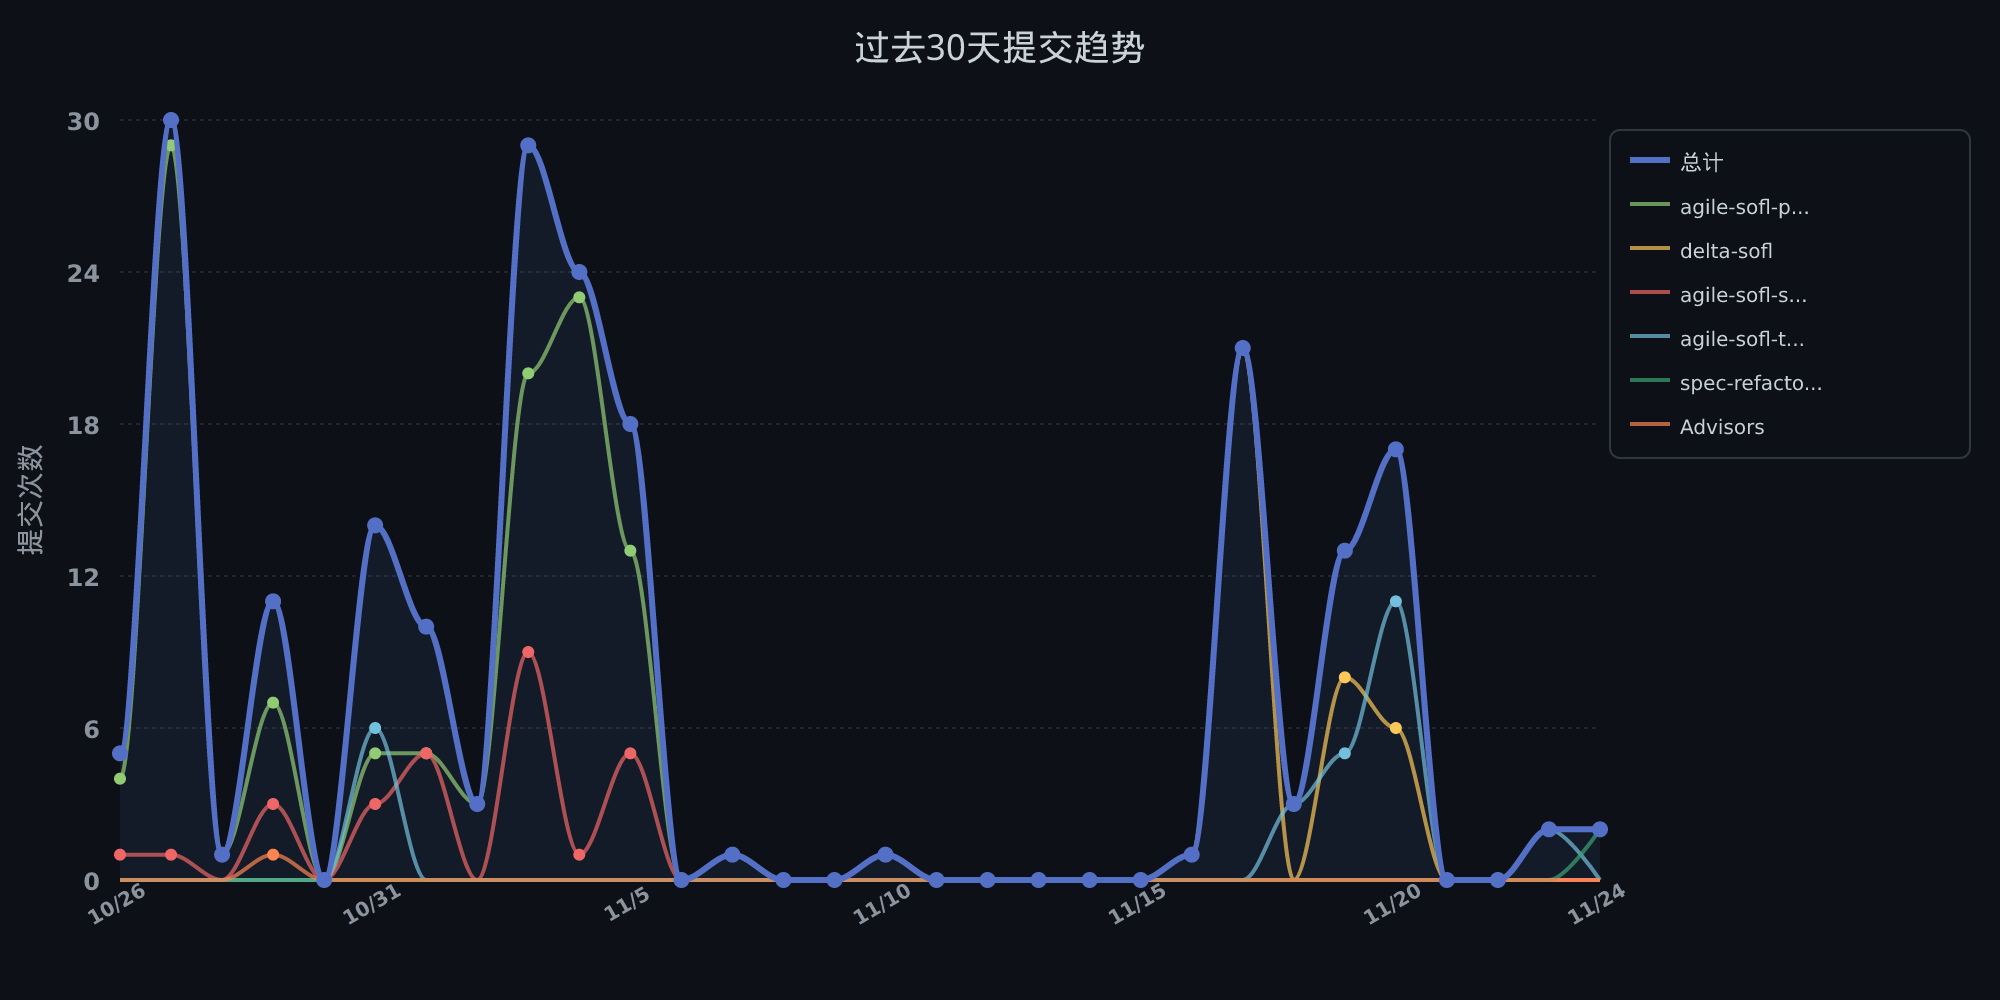 过去30天提交趋势
提交次数
30
24
18
12
6
0
10/26
10/31
11/5
11/10
11/15
11/20
11/24
总计
agile-sofl-p...
delta-sofl
agile-sofl-s...
agile-sofl-t...
spec-refacto...
Advisors